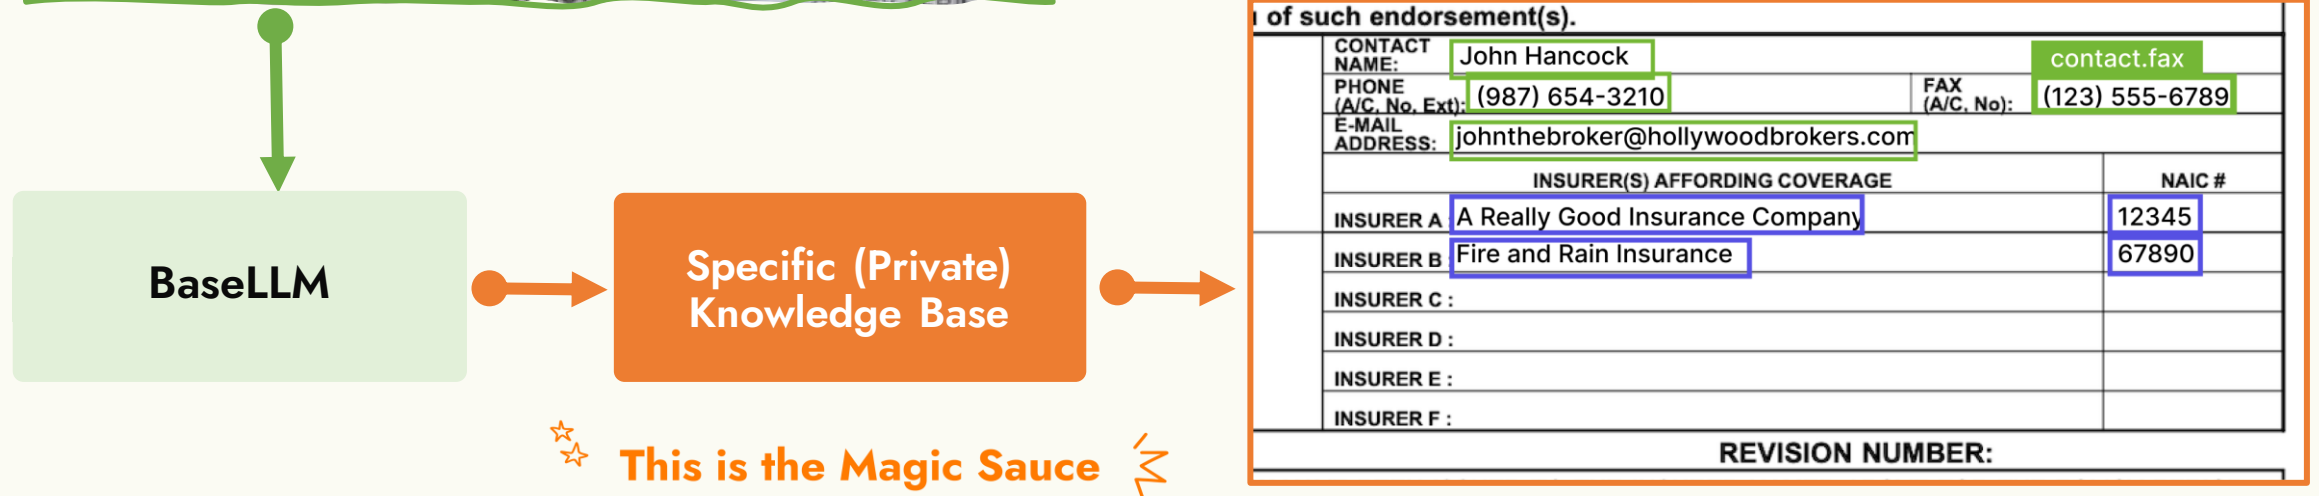 BaseLLM
Specific (Private)
Knowledge Base
This is the Magic Sauce
of such endorsement(s).
CONTACT
NAME:
John Hancock
contact.fax
PHONE
(A/C, No, Ext):
(987) 654-3210
FAX
(A/C, No):
(123) 555-6789
E-MAIL
ADDRESS:
johnthebroker@hollywoodbrokers.com
INSURER(S) AFFORDING COVERAGE
NAIC #
INSURER A :
A Really Good Insurance Company
12345
INSURER B :
Fire and Rain Insurance
67890
INSURER C :
INSURER D :
INSURER E :
INSURER F :
REVISION NUMBER: